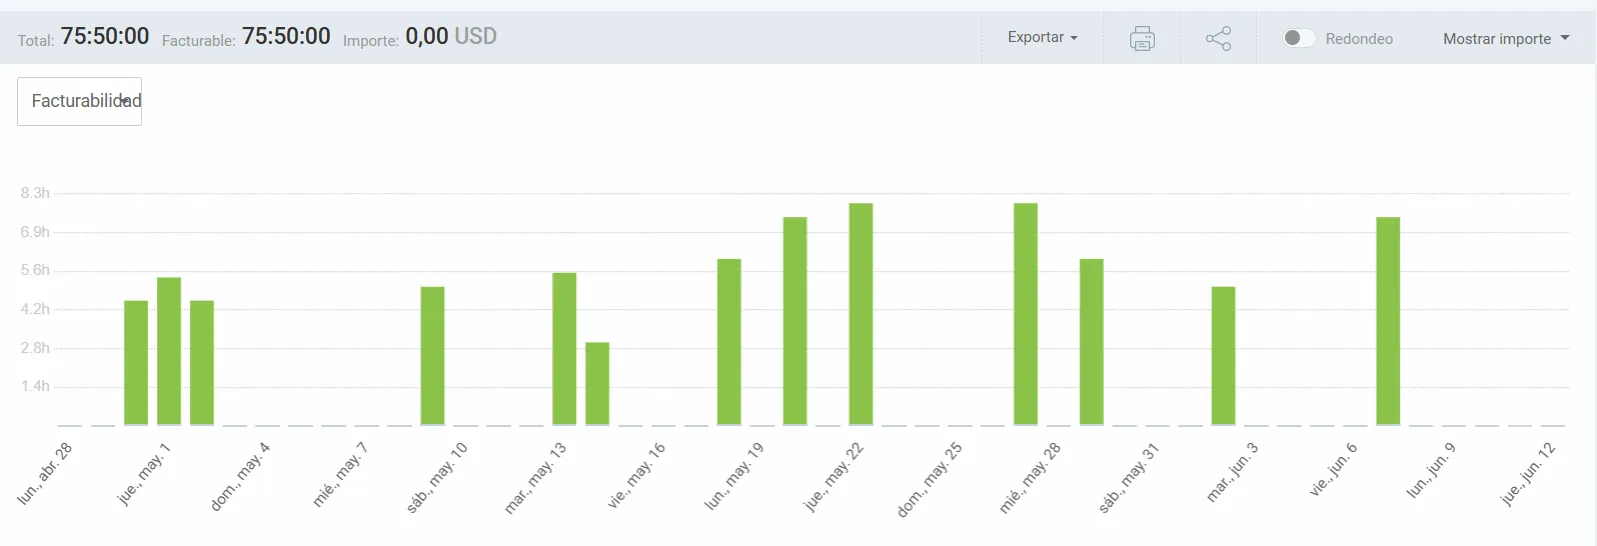 Total: 75:50:00 Facturable: 75:50:00 Importe: 0,00 USD Exportar Redondeo Mostrar importe
Facturabilidad
8.3h
6.9h
5.6h
4.2h
2.8h
1.4h
lun., abr. 28 jue., may. 1 dom., may. 4 mié., may. 7 sáb., may. 10 mar., may. 13 vie., may. 16 lun., may. 19 jue., may. 22 dom., may. 25 mié., may. 28 sáb., may. 31 mar., jun. 3 vie., jun. 6 lun., jun. 9 jue., jun. 12